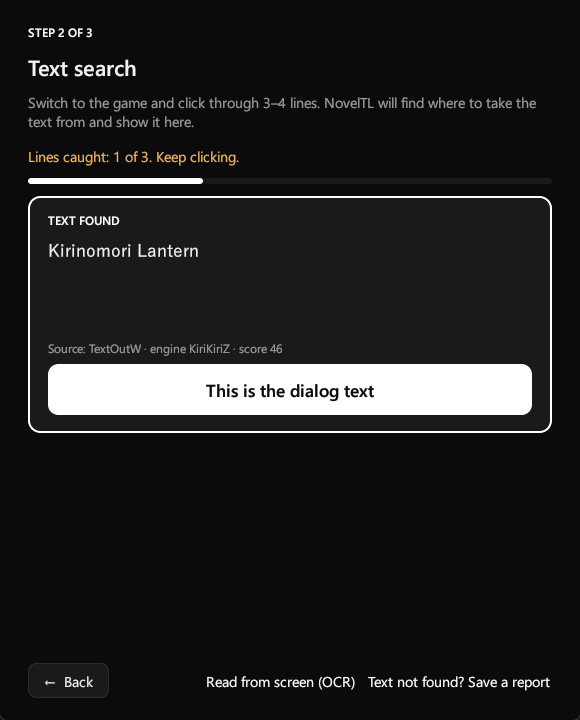 STEP 2 OF 3
Text search
Switch to the game and click through 3–4 lines. NovelTL will find where to take the
text from and show it here.
Lines caught: 1 of 3. Keep clicking.
TEXT FOUND
Kirinomori Lantern
Source: TextOutW · engine KiriKiriZ · score 46
This is the dialog text
← Back
Read from screen (OCR)
Text not found? Save a report